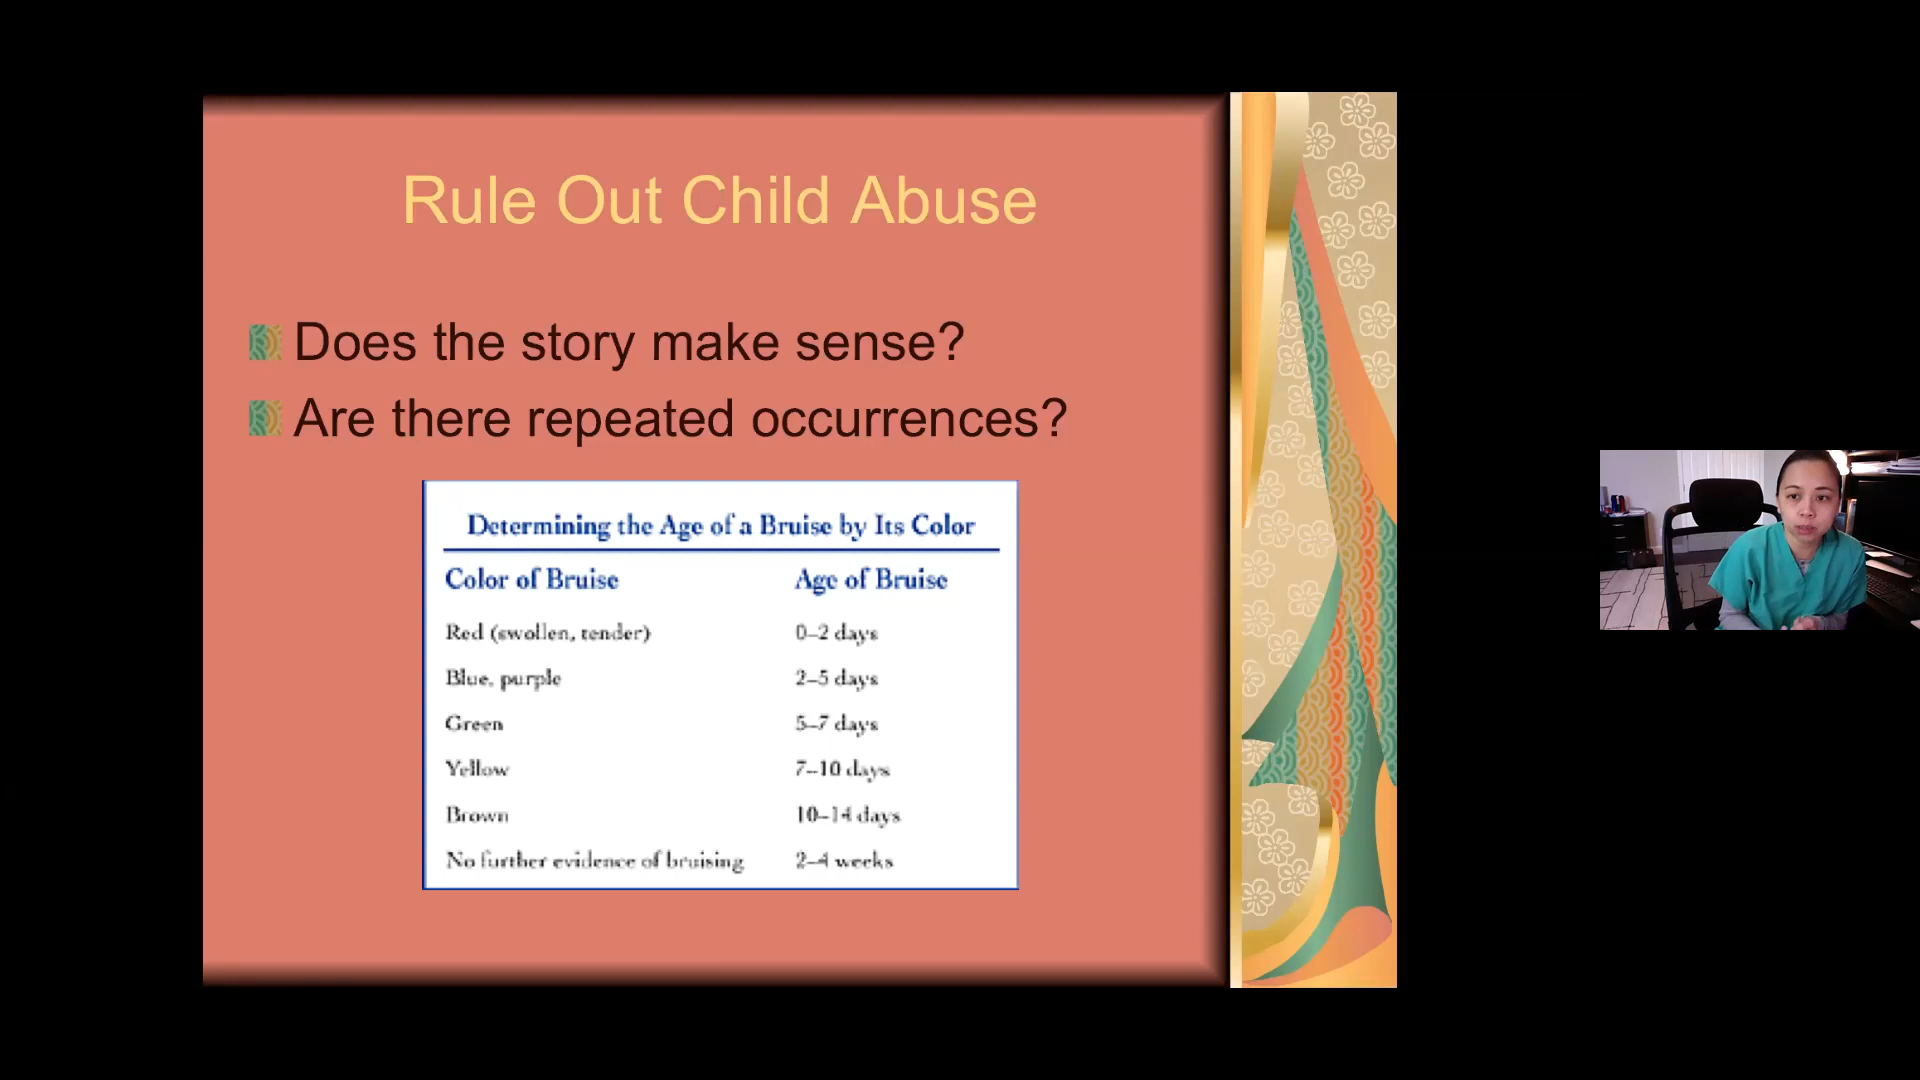 Rule Out Child Abuse
Does the story make sense?
Are there repeated occurrences?
Determining the Age of a Bruise by Its Color
Color of Bruise Age of Bruise
Red (swollen, tender) 0–2 days
Blue, purple 2–5 days
Green 5–7 days
Yellow 7–10 days
Brown 10–14 days
No further evidence of bruising 2–4 weeks